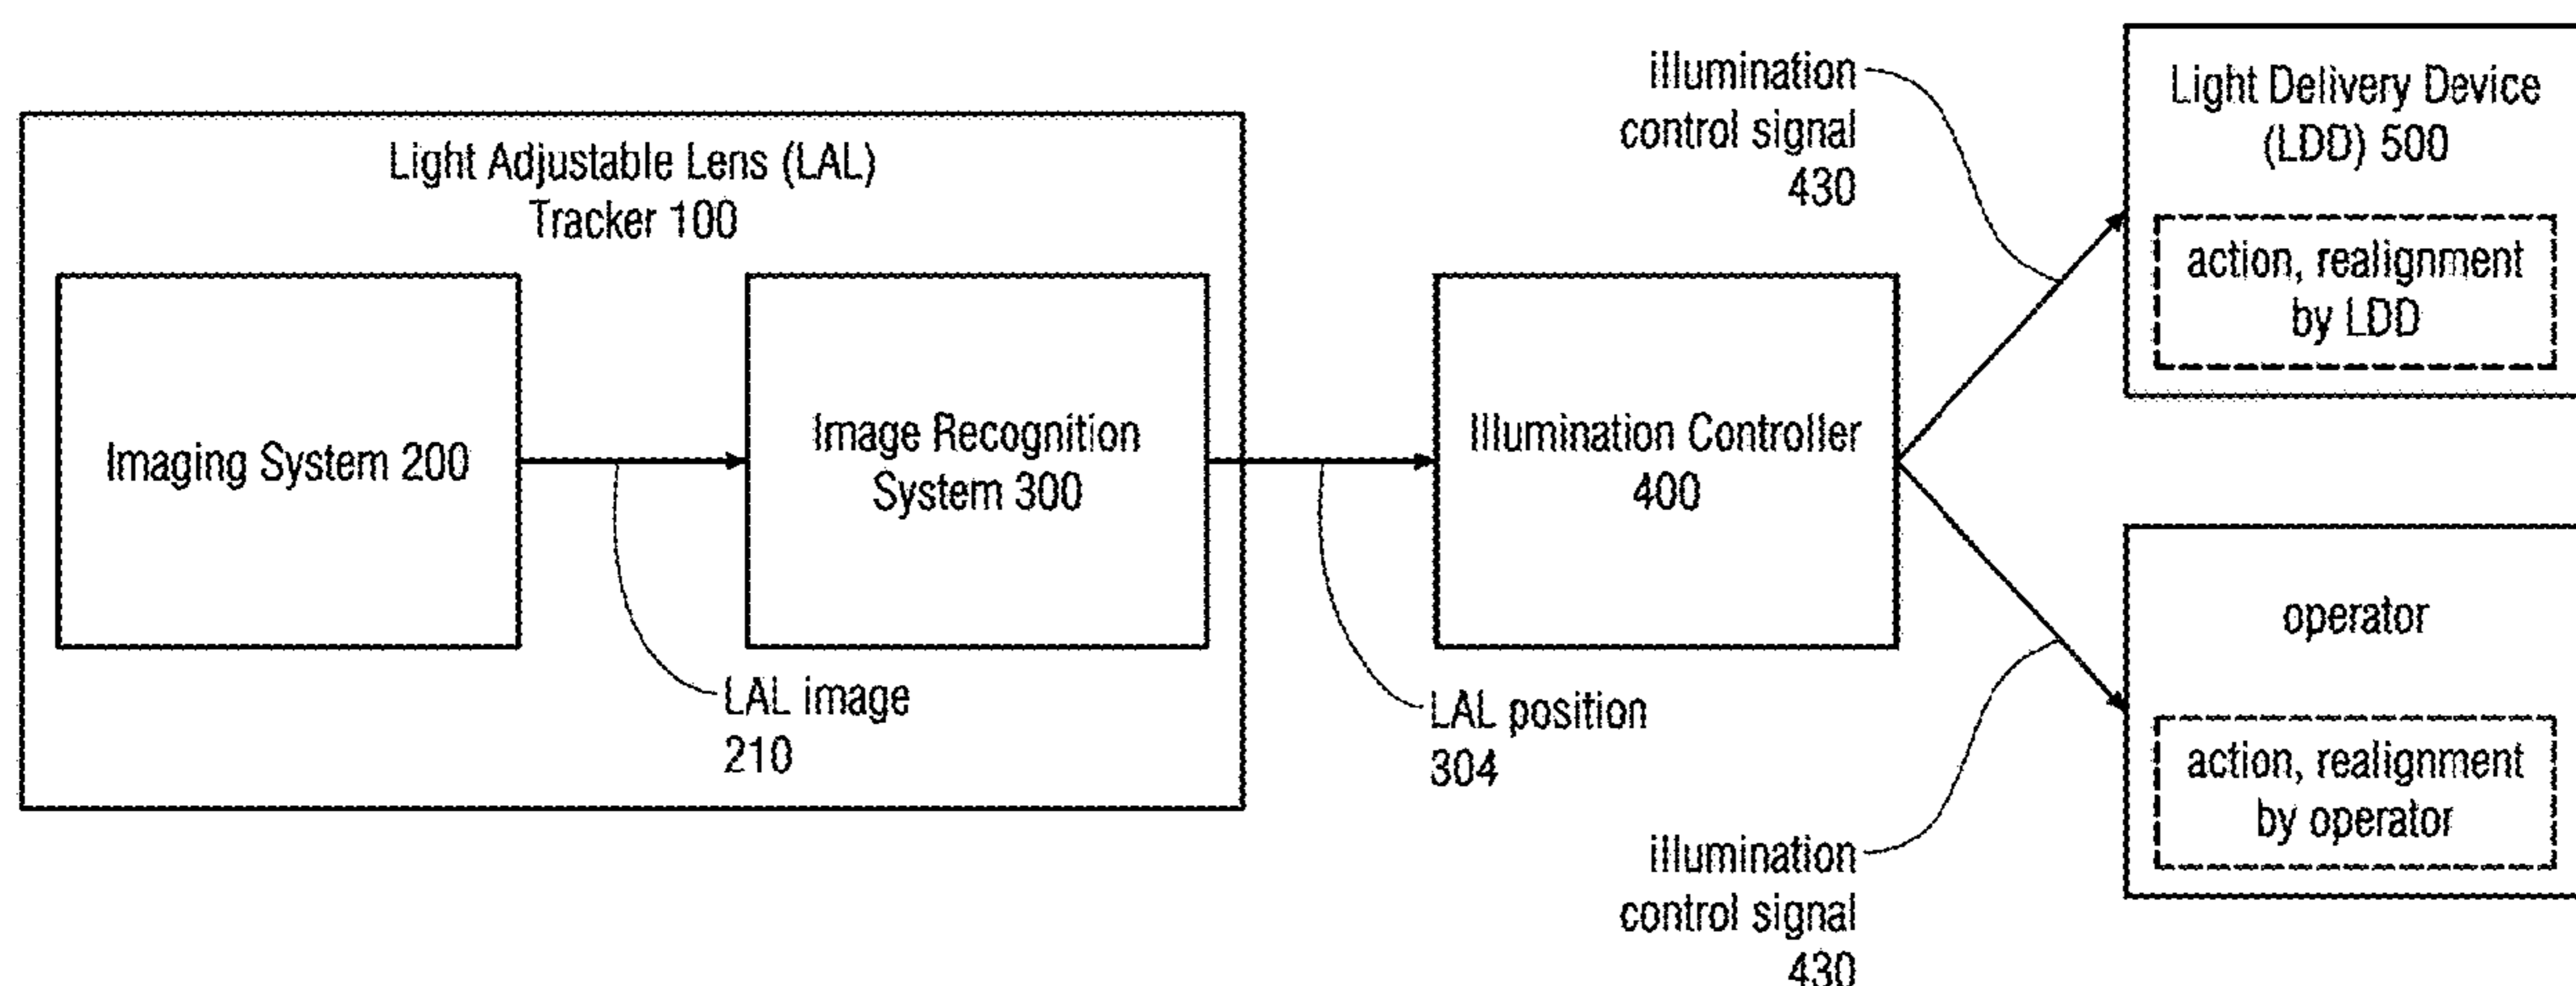 Light Adjustable Lens (LAL)
Tracker 100
Imaging System 200
Image Recognition
System 300
LAL image
210
LAL position
304
Illumination Controller
400
illumination
control signal
430
Light Delivery Device
(LDD) 500
action, realignment
by LDD
operator
action, realignment
by operator
illumination
control signal
430